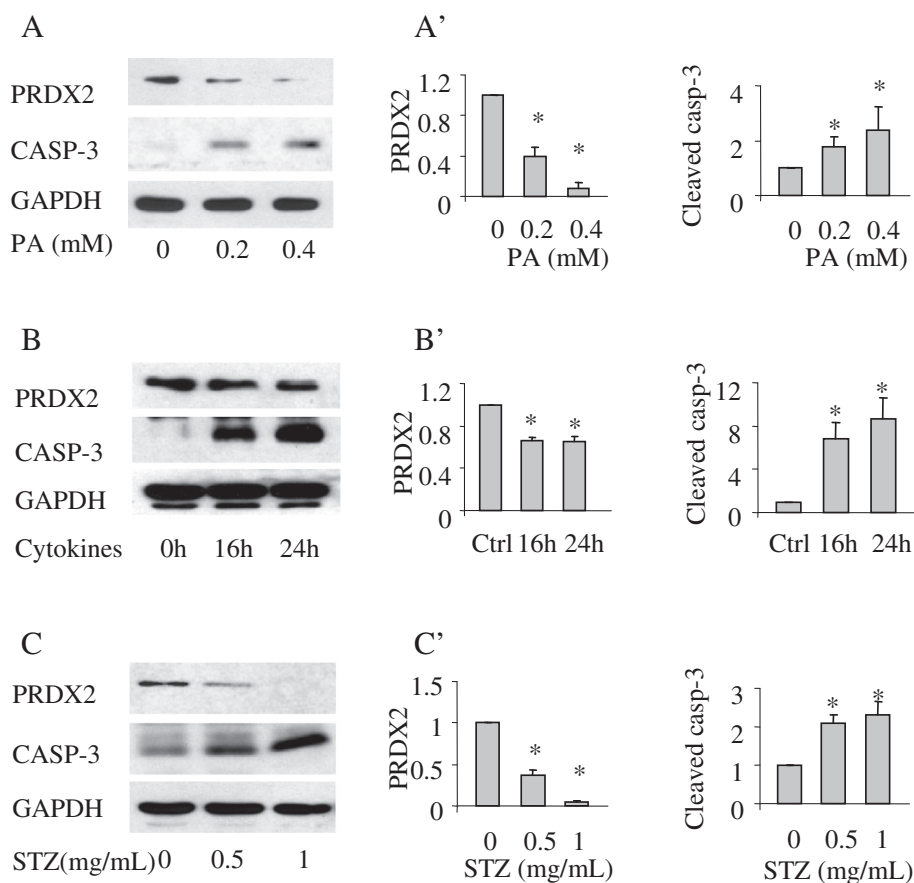 A
PRDX2
CASP-3
GAPDH
PA (mM) 0 0.2 0.4
A’
PRDX2
1.2
0.8
0.4
0
* *
0 0.2 0.4
PA (mM)
Cleaved casp-3
4
2
0
* *
0 0.2 0.4
PA (mM)
B
PRDX2
CASP-3
GAPDH
Cytokines 0h 16h 24h
B’
PRDX2
1.2
0.8
0.4
0
* *
Ctrl 16h 24h
Cleaved casp-3
12
8
4
0
* *
Ctrl 16h 24h
C
PRDX2
CASP-3
GAPDH
STZ(mg/mL) 0 0.5 1
C’
PRDX2
1.5
1
0.5
0
* *
0 0.5 1
STZ (mg/mL)
Cleaved casp-3
3
2
1
0
* *
0 0.5 1
STZ (mg/mL)